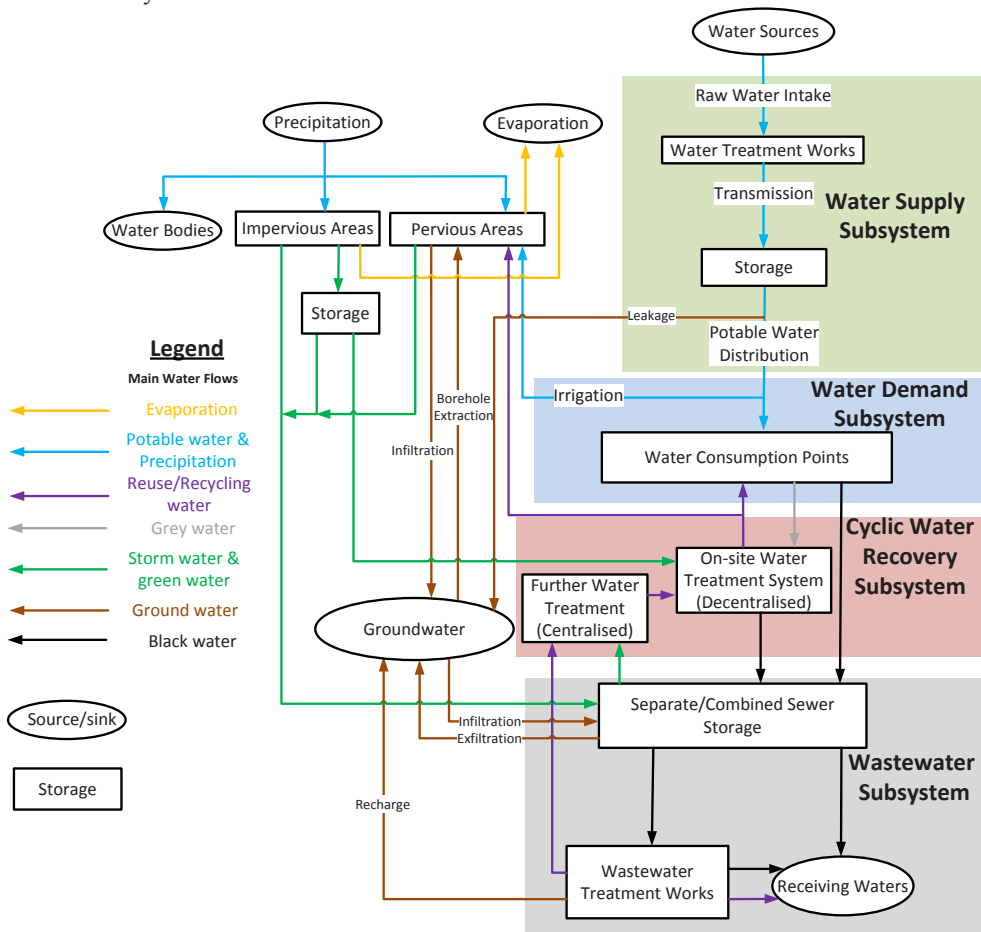 Water Sources
Raw Water Intake
Precipitation
Evaporation
Water Treatment Works
Transmission
Water Supply
Subsystem
Water Bodies
Impervious Areas
Pervious Areas
Storage
Storage
Leakage
Potable Water
Distribution
Legend
Main Water Flows
Evaporation
Potable water &
Precipitation
Reuse/Recycling
water
Grey water
Storm water &
green water
Ground water
Black water
Source/sink
Storage
Borehole
Extraction
Infiltration
Irrigation
Water Demand
Subsystem
Water Consumption Points
Cyclic Water
Recovery
Subsystem
On-site Water
Treatment System
(Decentralised)
Further Water
Treatment
(Centralised)
Groundwater
Separate/Combined Sewer
Storage
Infiltration
Exfiltration
Wastewater
Subsystem
Recharge
Wastewater
Treatment Works
Receiving Waters